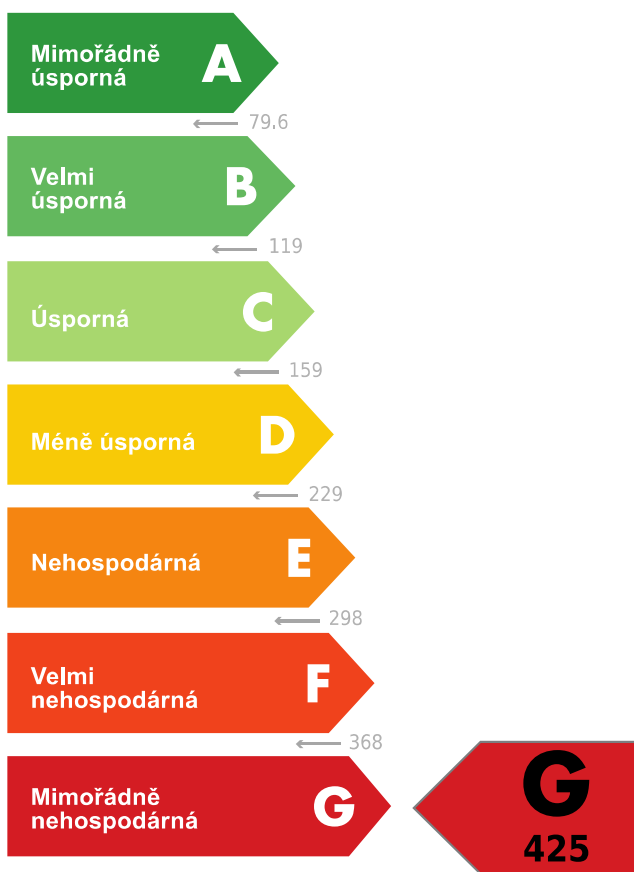 Mimořádně
úsporná
A
79.6
Velmi
úsporná
B
119
Úsporná
C
159
Méně úsporná
D
229
Nehospodárná
E
298
Velmi
nehospodárná
F
368
Mimořádně
nehospodárná
G
G
425